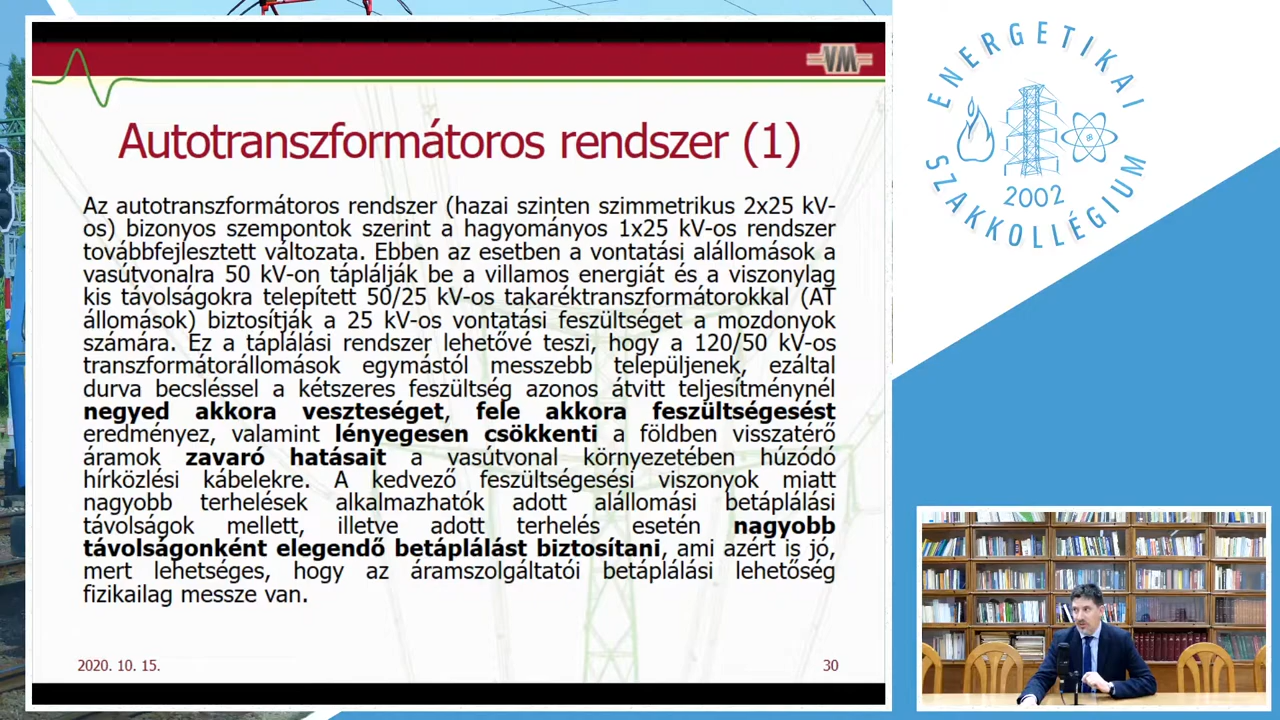 VM
Autotranszformátoros rendszer (1)
Az autotranszformátoros rendszer (hazai szinten szimmetrikus 2x25 kV-
os) bizonyos szempontok szerint a hagyományos 1x25 kV-os rendszer
továbbfejlesztett változata. Ebben az esetben a vontatási alállomások a
vasútvonalra 50 kV-on táplálják be a villamos energiát és a viszonylag
kis távolságokra telepített 50/25 kV-os takaréktranszformátorokkal (AT
állomások) biztosítják a 25 kV-os vontatási feszültséget a mozdonyok
számára. Ez a táplálási rendszer lehetővé teszi, hogy a 120/50 kV-os
transzformátorállomások egymástól messzebb települjenek, ezáltal
durva becsléssel a kétszeres feszültség azonos átvitt teljesítménynél
negyed akkora veszteséget, fele akkora feszültségesést
eredményez, valamint lényegesen csökkenti a földben visszatérő
áramok zavaró hatásait a vasútvonal környezetében húzódó
hírközlési kábelekre. A kedvező feszültségesési viszonyok miatt
nagyobb terhelések alkalmazhatók adott alállomási betáplálási
távolságok mellett, illetve adott terhelés esetén nagyobb
távolságonként elegendő betáplálást biztosítani, ami azért is jó,
mert lehetséges, hogy az áramszolgáltatói betáplálási lehetőség
fizikailag messze van.
2020. 10. 15.
30
ENERGETIKAI
SZAKKOLLÉGIUM
2002